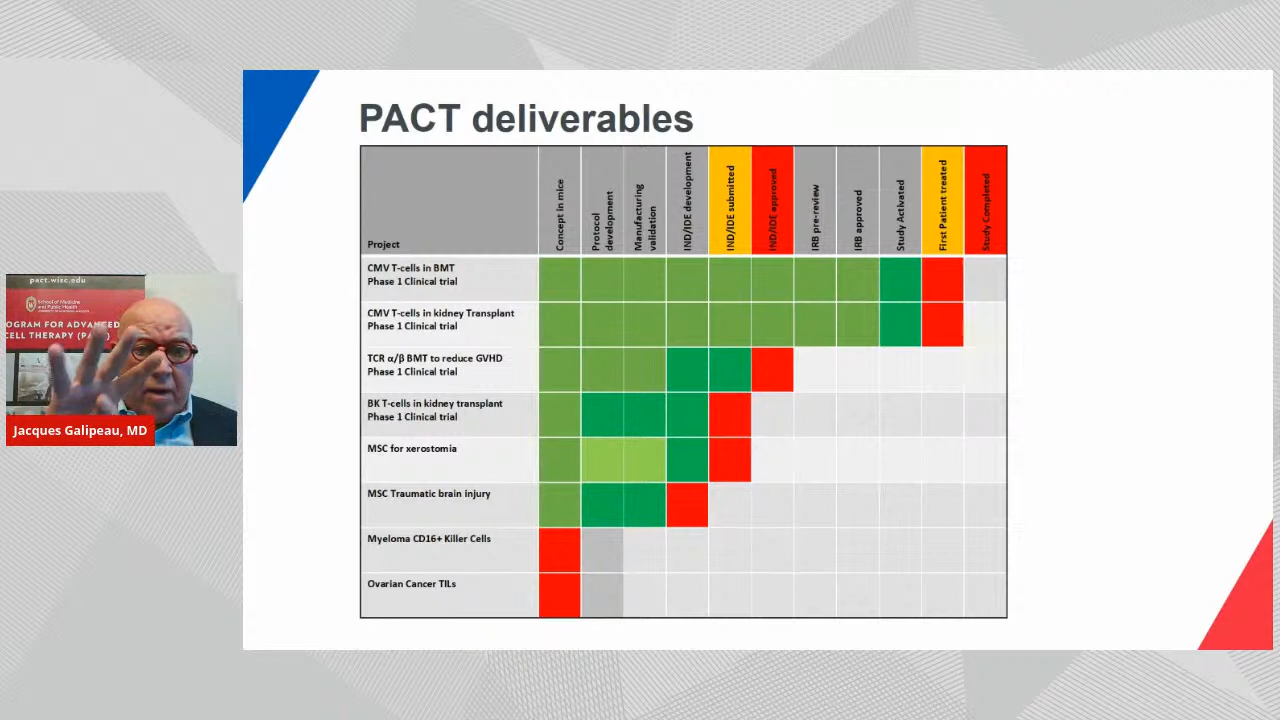 PACT deliverables
Project
Concept in mice
Protocol
development
Manufacturing
validation
IND/IDE development
IND/IDE submitted
IND/IDE approved
IRB pre-review
IRB approved
Study Activated
First Patient treated
Study Completed
CMV T-cells in BMT
Phase 1 Clinical trial
CMV T-cells in kidney Transplant
Phase 1 Clinical trial
TCR α/β BMT to reduce GVHD
Phase 1 Clinical trial
BK T-cells in kidney transplant
Phase 1 Clinical trial
MSC for xerostomia
MSC Traumatic brain injury
Myeloma CD16+ Killer Cells
Ovarian Cancer TILs
pact.wisc.edu
School of Medicine
and Public Health
OGRAM FOR ADVANCED
CELL THERAPY (PA
Jacques Galipeau, MD